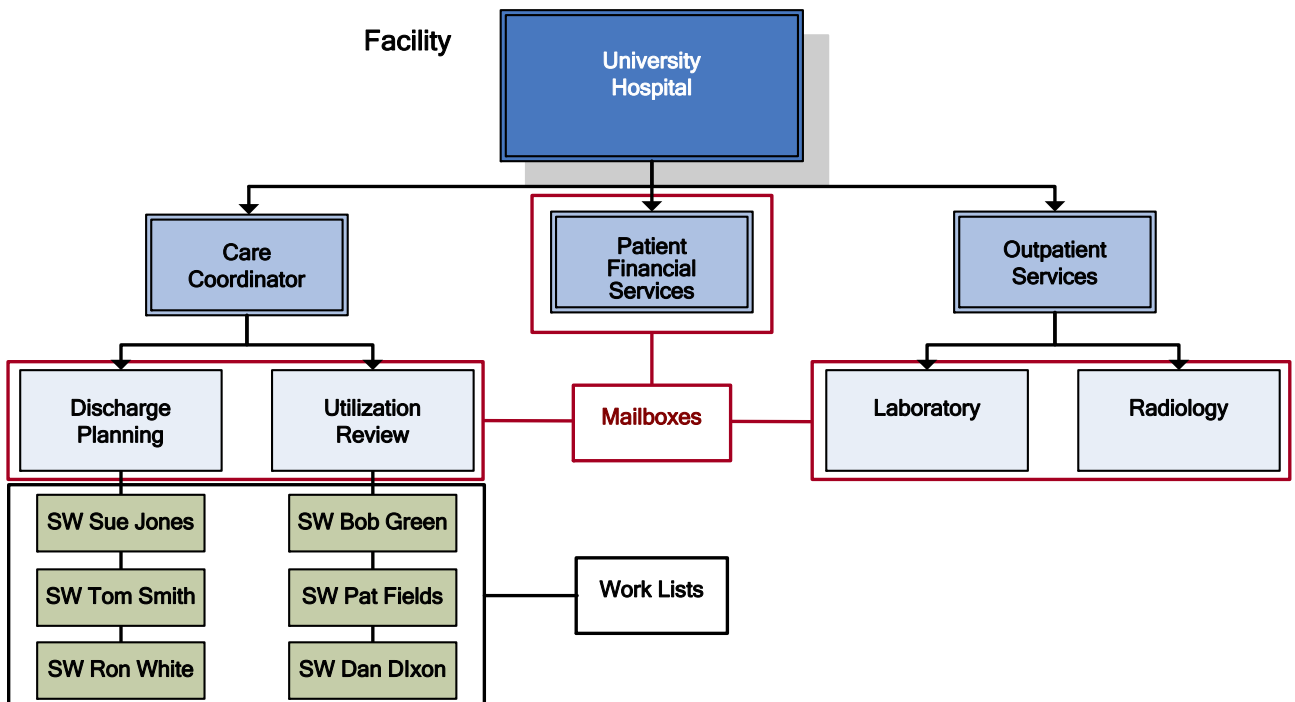 Facility
University
Hospital
Care
Coordinator
Patient
Financial
Services
Outpatient
Services
Discharge
Planning
Utilization
Review
Mailboxes
Laboratory
Radiology
SW Sue Jones
SW Bob Green
SW Tom Smith
SW Pat Fields
Work Lists
SW Ron White
SW Dan DIxon